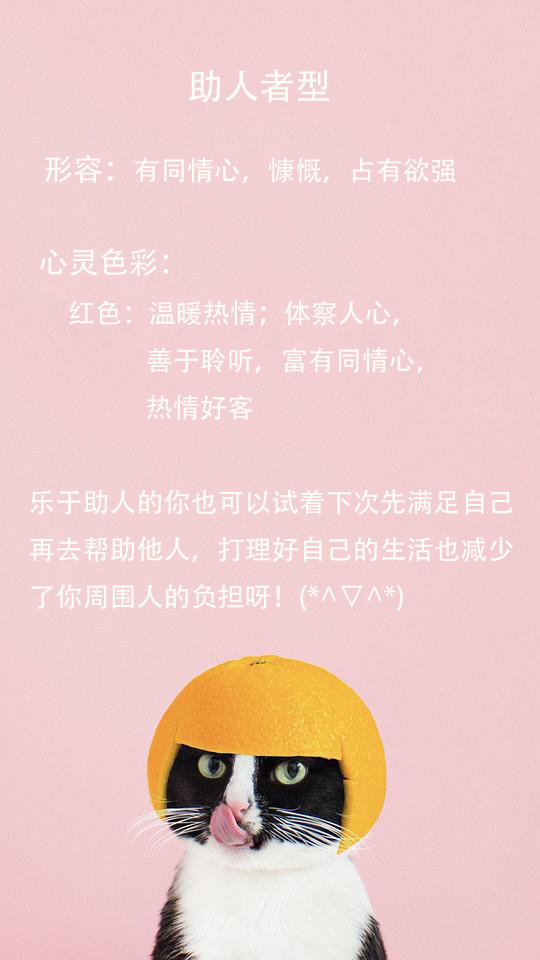 助人者型
形容：有同情心，慷慨，占有欲强
心灵色彩：
红色：温暖热情；体察人心，
善于聆听，富有同情心，
热情好客
乐于助人的你也可以试着下次先满足自己
再去帮助他人，打理好自己的生活也减少
了你周围人的负担呀！(*^▽^*)